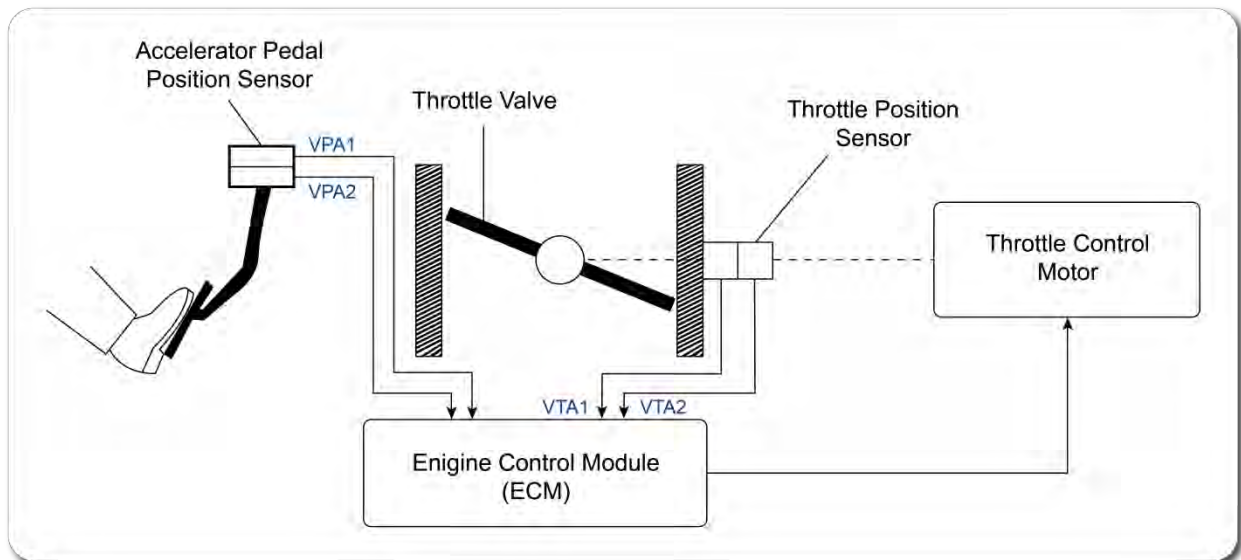 Accelerator Pedal
Position Sensor
VPA1
VPA2
Throttle Valve
Throttle Position
Sensor
Throttle Control
Motor
VTA1
VTA2
Enigine Control Module
(ECM)